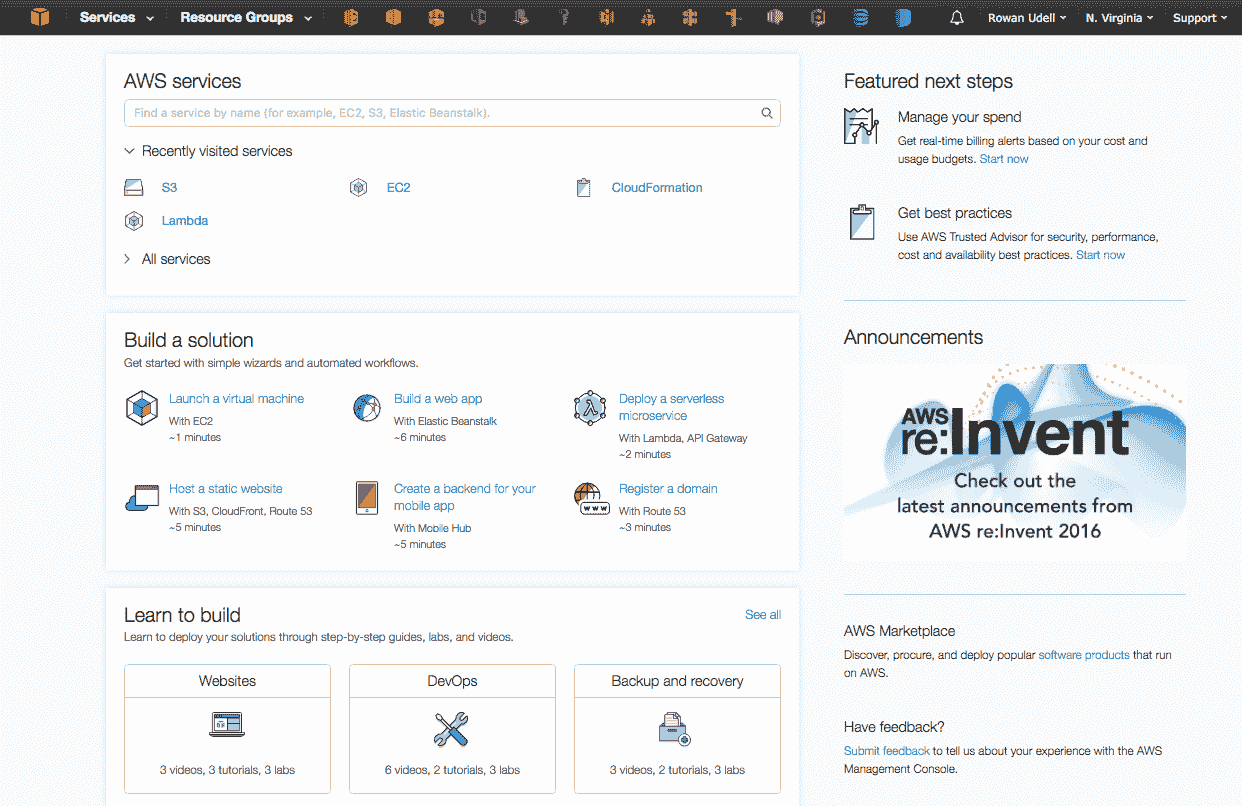 Services
Resource Groups
Rowan Udell
N. Virginia
Support
AWS services
Find a service by name (for example, EC2, S3, Elastic Beanstalk).
Recently visited services
S3
EC2
CloudFormation
Lambda
All services
Build a solution
Get started with simple wizards and automated workflows.
Launch a virtual machine
With EC2
~1 minutes
Build a web app
With Elastic Beanstalk
~6 minutes
Deploy a serverless
microservice
With Lambda, API Gateway
~2 minutes
Host a static website
With S3, CloudFront, Route 53
~5 minutes
Create a backend for your
mobile app
With Mobile Hub
~5 minutes
Register a domain
With Route 53
~3 minutes
WWW
Learn to build
See all
Learn to deploy your solutions through step-by-step guides, labs, and videos.
Websites
3 videos, 3 tutorials, 3 labs
DevOps
6 videos, 2 tutorials, 3 labs
Backup and recovery
3 videos, 2 tutorials, 3 labs
Featured next steps
Manage your spend
Get real-time billing alerts based on your cost and
usage budgets. Start now
Get best practices
Use AWS Trusted Advisor for security, performance,
cost and availability best practices. Start now
Announcements
AWS
re:Invent
Check out the
latest announcements from
AWS re:Invent 2016
AWS Marketplace
Discover, procure, and deploy popular software products that run
on AWS.
Have feedback?
Submit feedback to tell us about your experience with the AWS
Management Console.